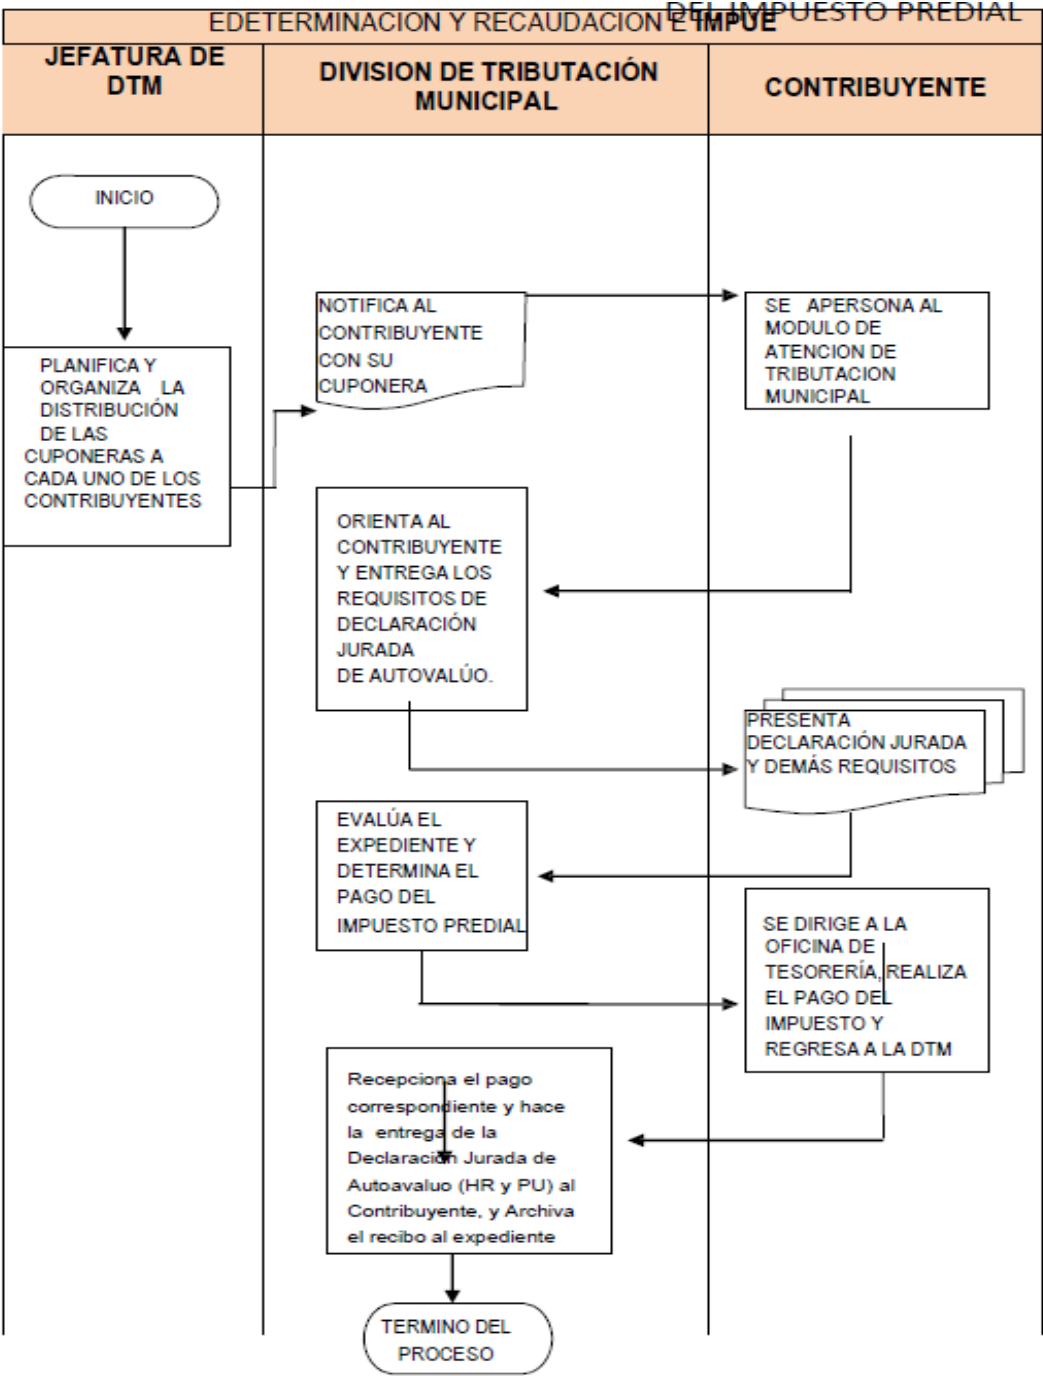 DEL IMPUESTO PREDIAL
EDETERMINACION Y RECAUDACION E IMPUE
JEFATURA DE
DTM
DIVISION DE TRIBUTACIÓN
MUNICIPAL
CONTRIBUYENTE
INICIO
PLANIFICA Y
ORGANIZA LA
DISTRIBUCIÓN
DE LAS
CUPONERAS A
CADA UNO DE LOS
CONTRIBUYENTES
NOTIFICA AL
CONTRIBUYENTE
CON SU
CUPONERA
SE APERSONA AL
MODULO DE
ATENCION DE
TRIBUTACION
MUNICIPAL
ORIENTA AL
CONTRIBUYENTE
Y ENTREGA LOS
REQUISITOS DE
DECLARACIÓN
JURADA
DE AUTOVALÚO.
PRESENTA
DECLARACIÓN JURADA
Y DEMÁS REQUISITOS
EVALÚA EL
EXPEDIENTE Y
DETERMINA EL
PAGO DEL
IMPUESTO PREDIAL
SE DIRIGE A LA
OFICINA DE
TESORERÍA, REALIZA
EL PAGO DEL
IMPUESTO Y
REGRESA A LA DTM
Recepciona el pago
correspondiente y hace
la entrega de la
Declaración Jurada de
Autoavaluo (HR y PU) al
Contribuyente, y Archiva
el recibo al expediente
TERMINO DEL
PROCESO